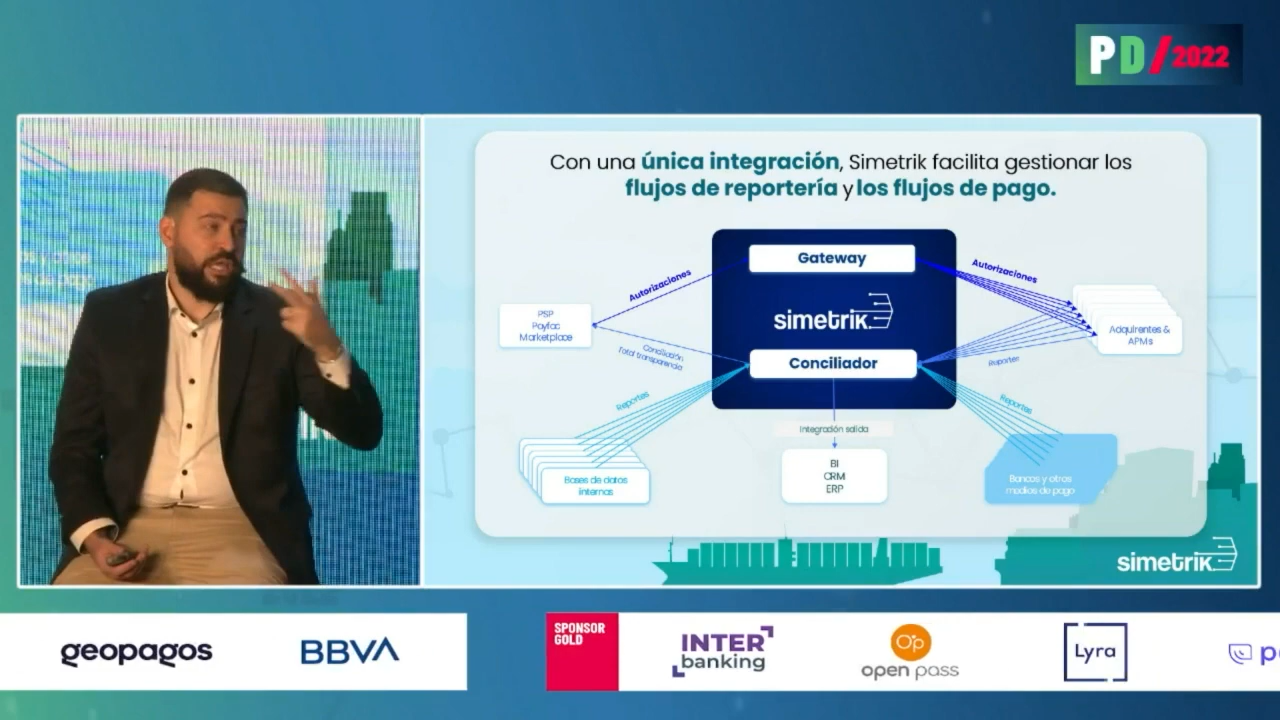 PD/2022
Con una única integración, Simetrik facilita gestionar los
flujos de reportería y los flujos de pago.
Gateway
Autorizaciones
Autorizaciones
simetrik
PSP
Payfac
Marketplace
Adquirentes &
APMs
Conciliación
Total transparencia
Conciliador
Reportes
Reportes
Reportes
Integración salida
BI
CRM
ERP
Bases de datos
internas
Bancos y otros
medios de pago
simetrik
geopagos
BBVA
SPONSOR
GOLD
INTER
banking
Op
open pass
Lyra